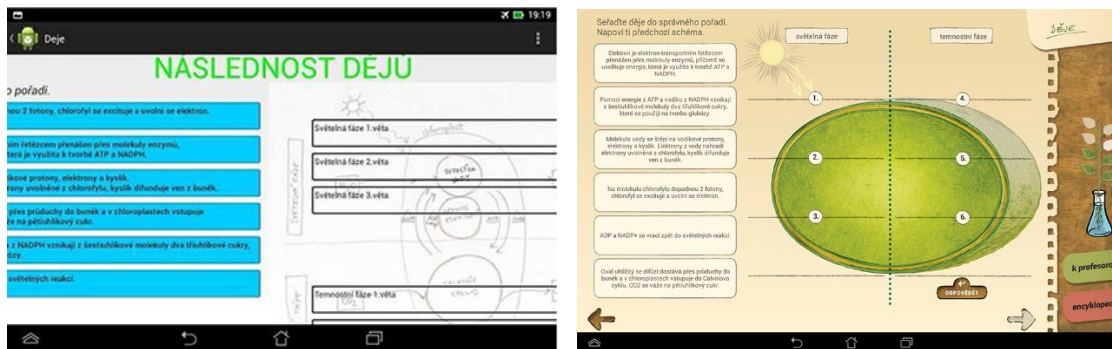 19:19
Deje
NÁSLEDNOST DĚJŮ
o pořadí.
nou 2 fotony, chlorofyl se excituje a uvolní se elektron.
ním řetězcem přenášen přes molekuly enzymů,
terá je využita k tvorbě ATP a NADPH.
íkové protony, elektrony a kyslík.
rony uvolněné z chlorofylu, kyslík difunduje ven z buněk.
přes průduchy do buněk a v chloroplastech vstupuje
že na pětiuhlíkový cukr.
z NADPH vznikají z šestiuhlíkové molekuly dva tříuhlíkové cukry,
kózy.
světelných reakcí.
Světelná fáze 1.věta
Světelná fáze 2.věta
Světelná fáze 3.věta
Temnostní fáze 1.věta
chloroplast
CO2
Seřaďte děje do správného pořadí.
Napoví ti předchozí schéma.
Elektron je elektron-transportním řetězcem
přenášen přes molekuly enzymů, přičemž se
uvolňuje energie, která je využita k tvorbě ATP a
NADPH.
Pomocí energie z ATP a vodíku z NADPH vznikají
z šestiuhlíkové molekuly dva tříuhlíkové cukry,
které se použijí na tvorbu glukózy.
Molekula vody se štěpí na vodíkové protony,
elektrony a kyslík. Elektrony z vody nahradí
elektrony uvolněné z chlorofylu, kyslík difunduje
ven z buněk.
Na molekulu chlorofylu dopadnou 2 fotony,
chlorofyl se excituje a uvolní se elektron.
ADP a NADP+ se vrací zpět do světelných reakcí.
Oxid uhličitý se difúzí dostává přes průduchy do
buněk a v chloroplastech vstupuje do Calvinova
cyklu. CO2 se váže na pětiuhlíkový cukr.
světelná fáze
temnostní fáze
1.
2.
3.
4.
5.
6.
ODPOVĚDĚT
DĚJE
k profesoro
encykloped